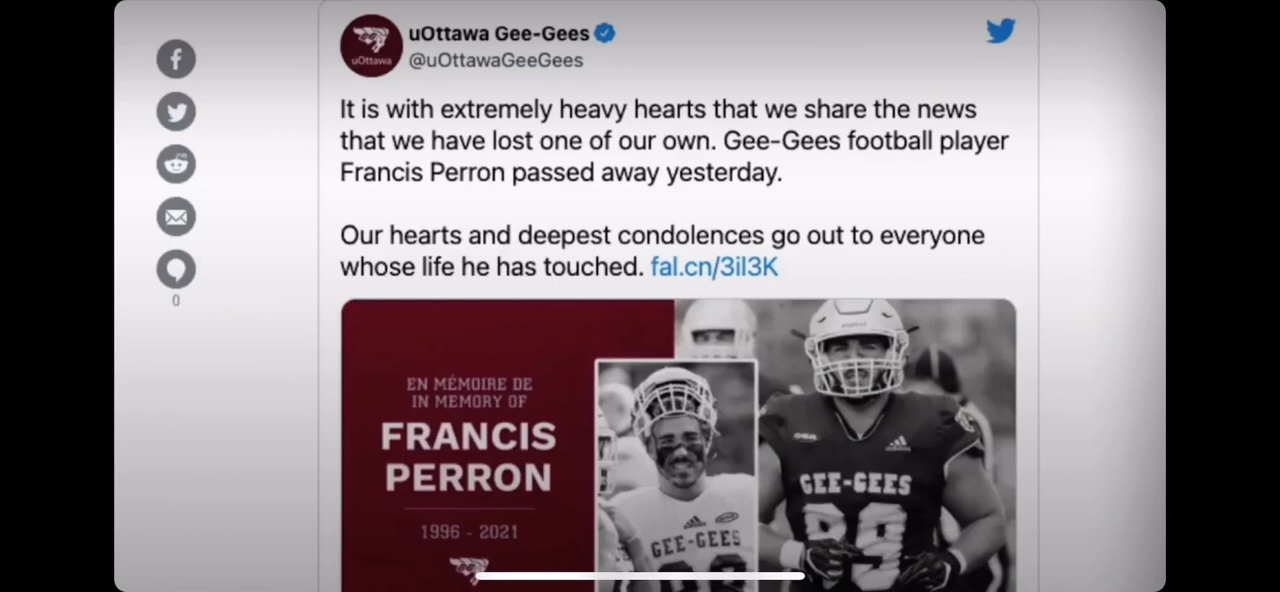 uOttawa Gee-Gees
uOttawa
@uOttawaGeeGees
It is with extremely heavy hearts that we share the news
that we have lost one of our own. Gee-Gees football player
Francis Perron passed away yesterday.
Our hearts and deepest condolences go out to everyone
whose life he has touched. fal.cn/3il3K
0
EN MÉMOIRE DE
IN MEMORY OF
FRANCIS
PERRON
1996 - 2021
GEE-GEES
GEE-GEES
99